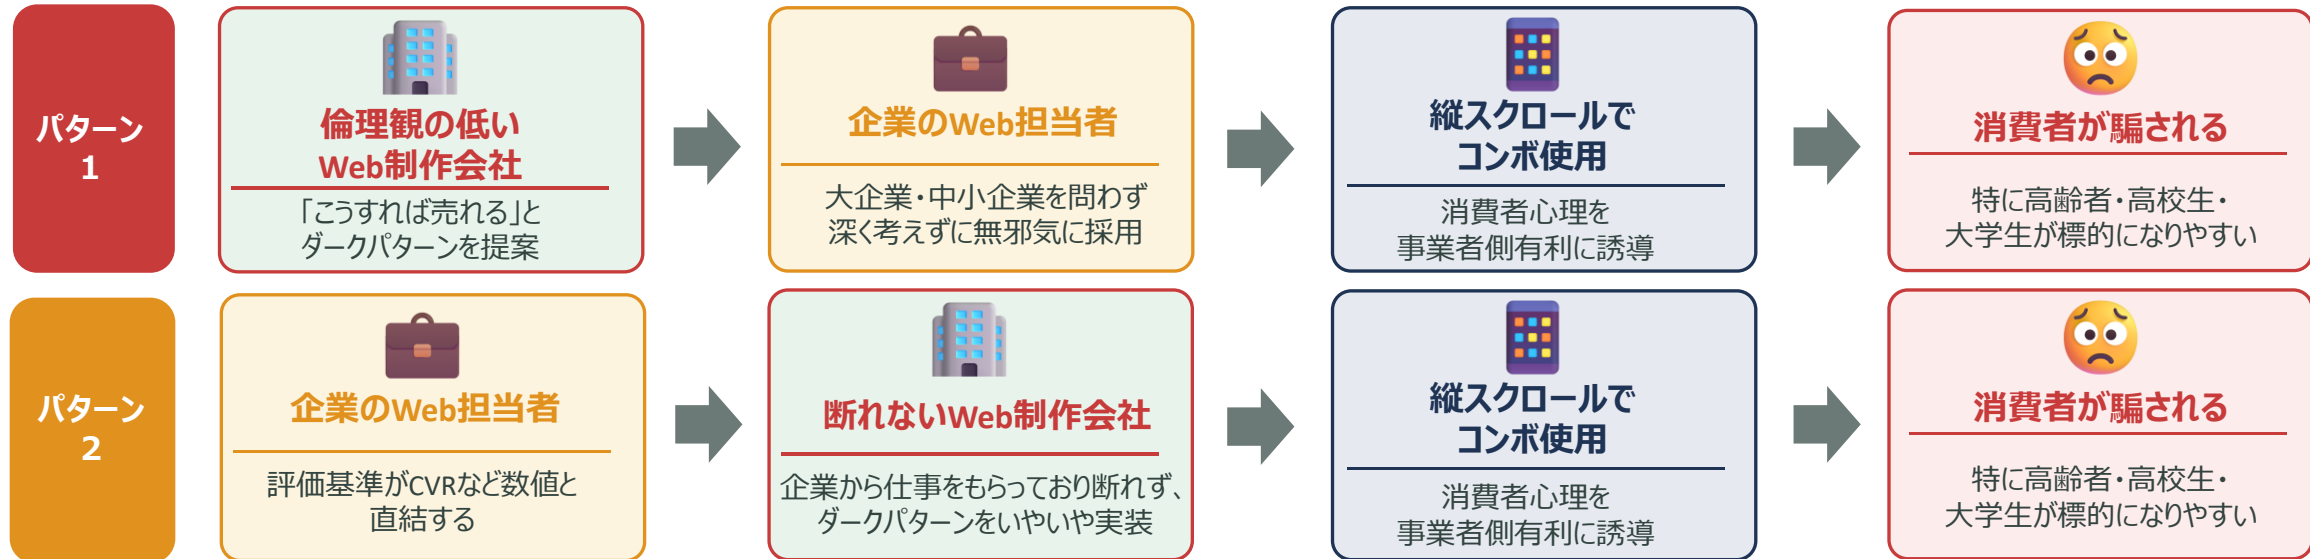 パターン
1
倫理観の低い
Web制作会社
「こうすれば売れる」と
ダークパターンを提案
企業のWeb担当者
大企業・中小企業を問わず
深く考えずに無邪気に採用
縦スクロールで
コンボ使用
消費者心理を
事業者側有利に誘導
消費者が騙される
特に高齢者・高校生・
大学生が標的になりやすい
パターン
2
企業のWeb担当者
評価基準がCVRなど数値と
直結する
断れないWeb制作会社
企業から仕事をもらっており断れず、
ダークパターンをいやいや実装
縦スクロールで
コンボ使用
消費者心理を
事業者側有利に誘導
消費者が騙される
特に高齢者・高校生・
大学生が標的になりやすい